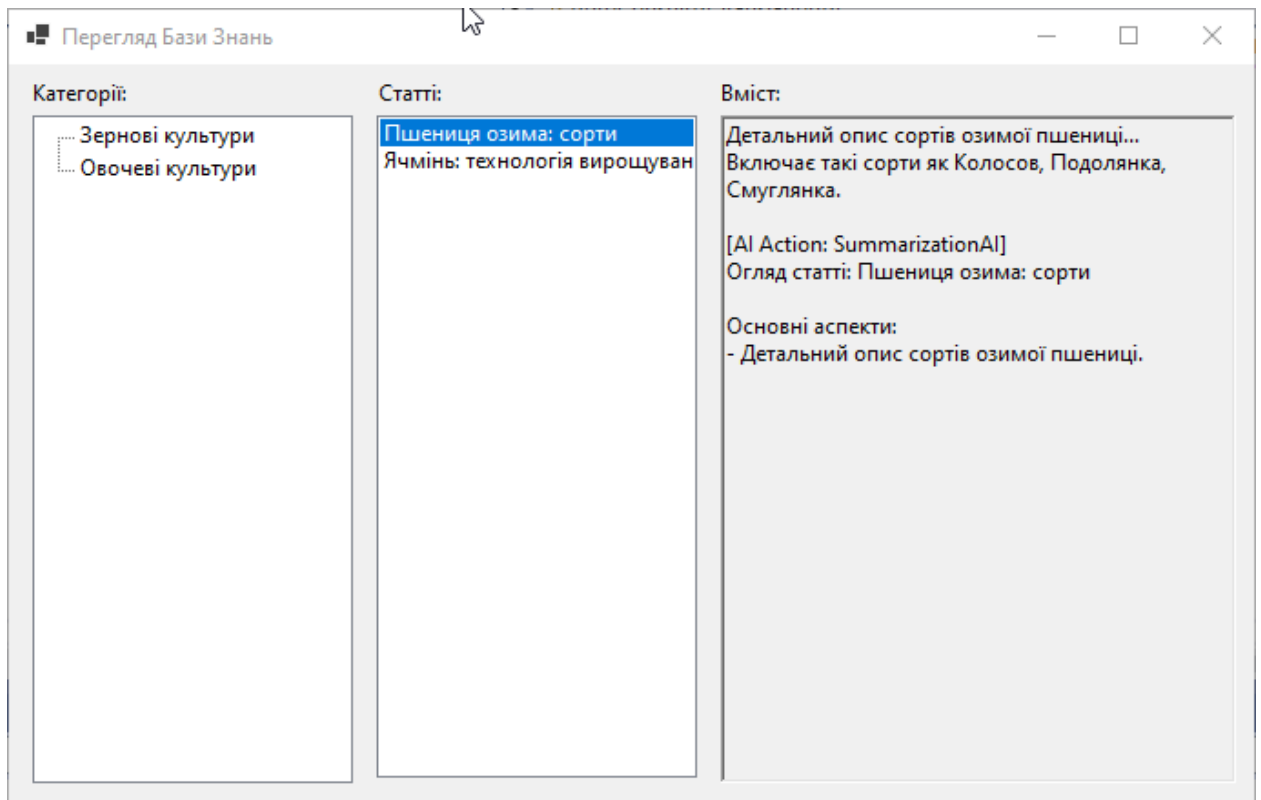 Перегляд Бази Знань
Категорії:
Зернові культури
Овочеві культури
Статті:
Пшениця озима: сорти
Ячмінь: технологія вирощуван
Вміст:
Детальний опис сортів озимої пшениці...
Включає такі сорти як Колосов, Подолянка,
Смуглянка.
[AI Action: SummarizationAI]
Огляд статті: Пшениця озима: сорти
Основні аспекти:
- Детальний опис сортів озимої пшениці.